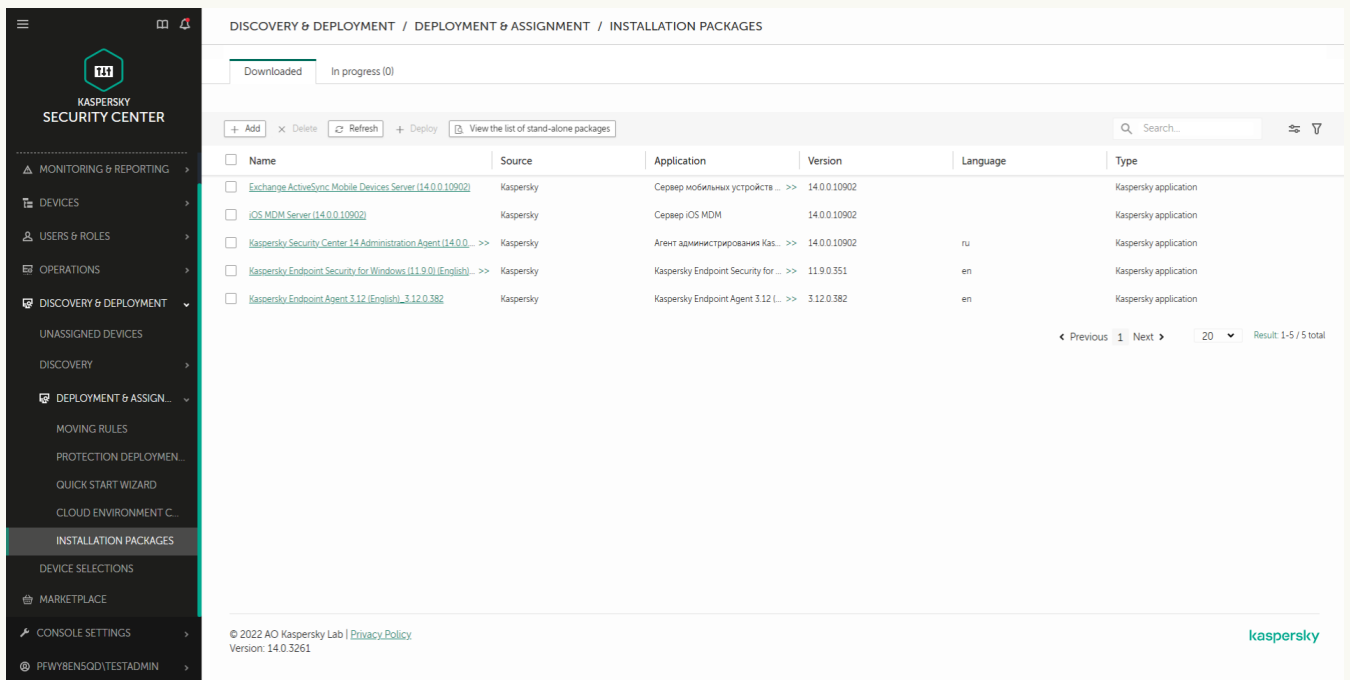 DISCOVERY & DEPLOYMENT / DEPLOYMENT & ASSIGNMENT / INSTALLATION PACKAGES
KASPERSKY
SECURITY CENTER
MONITORING & REPORTING
DEVICES
USERS & ROLES
OPERATIONS
DISCOVERY & DEPLOYMENT
UNASSIGNED DEVICES
DISCOVERY
DEPLOYMENT & ASSIGN...
MOVING RULES
PROTECTION DEPLOYMEN...
QUICK START WIZARD
CLOUD ENVIRONMENT C...
INSTALLATION PACKAGES
DEVICE SELECTIONS
MARKETPLACE
CONSOLE SETTINGS
PFWY8EN5QD\TESTADMIN
Downloaded In progress (0)
+ Add × Delete Refresh + Deploy View the list of stand-alone packages Search...
Name Source Application Version Language Type
Exchange ActiveSync Mobile Devices Server (14.0.0.10902) Kaspersky Сервер мобильных устройств ... >> 14.0.0.10902 Kaspersky application
iOS MDM Server (14.0.0.10902) Kaspersky Сервер iOS MDM 14.0.0.10902 Kaspersky application
Kaspersky Security Center 14 Administration Agent (14.0.0.... >> Kaspersky Агент администрирования Kas... >> 14.0.0.10902 ru Kaspersky application
Kaspersky Endpoint Security for Windows (11.9.0) (English)... >> Kaspersky Kaspersky Endpoint Security for ... >> 11.9.0.351 en Kaspersky application
Kaspersky Endpoint Agent 3.12 (English)_3.12.0.382 Kaspersky Kaspersky Endpoint Agent 3.12 (... >> 3.12.0.382 en Kaspersky application
Previous 1 Next 20 Result: 1-5 / 5 total
© 2022 AO Kaspersky Lab | Privacy Policy
Version: 14.0.3261
kaspersky